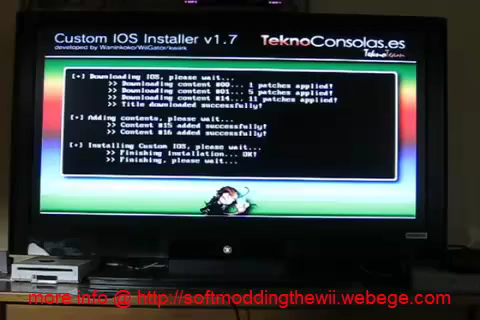 Custom IOS Installer v1.7
developed by Waninkoko/WiiGator/kwiirk
TeknoConsolas.es
TeknoTeam
[+] Downloading IOS, please wait...
>> Downloading content #00... 1 patches applied!
>> Downloading content #01... 5 patches applied!
>> Downloading content #14... 11 patches applied!
>> Title downloaded successfully!
[+] Adding contents, please wait...
>> Content #15 added successfully!
>> Content #16 added successfully!
[+] Installing Custom IOS, please wait...
>> Finishing installation... OK!
>> Finishing, please wait...
more info @ http://softmoddingthewii.webege.com